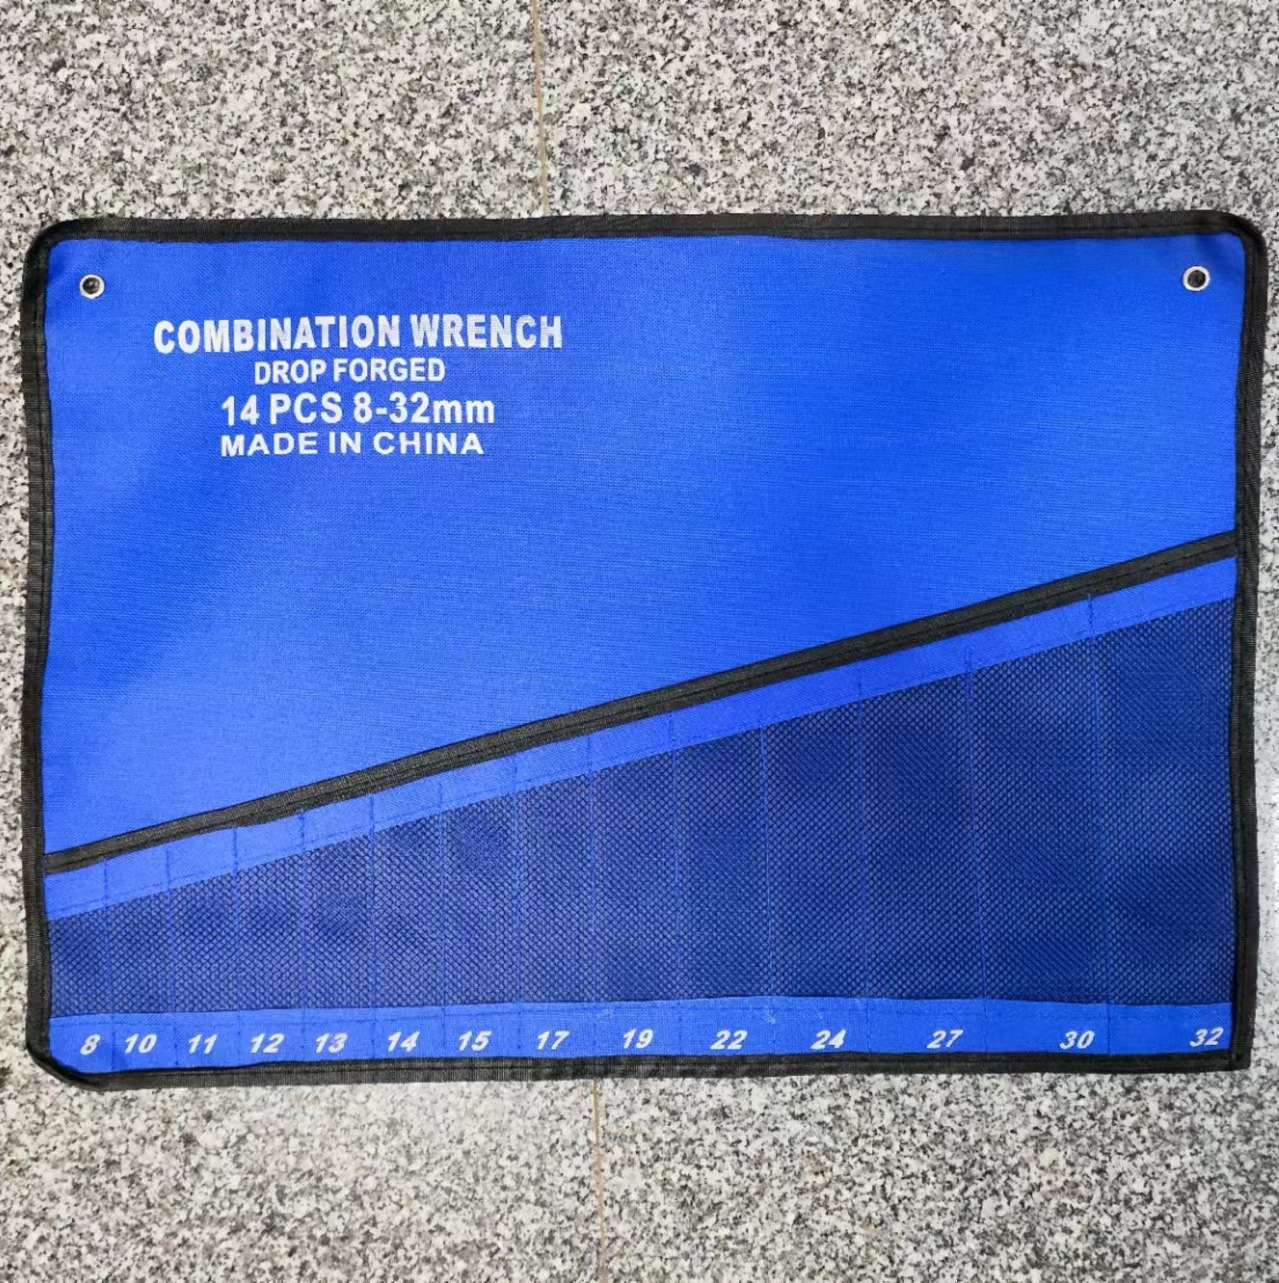 COMBINATION WRENCH
DROP FORGED
14 PCS 8-32mm
MADE IN CHINA
8 10 11 12 13 14 15 17 19 22 24 27 30 32